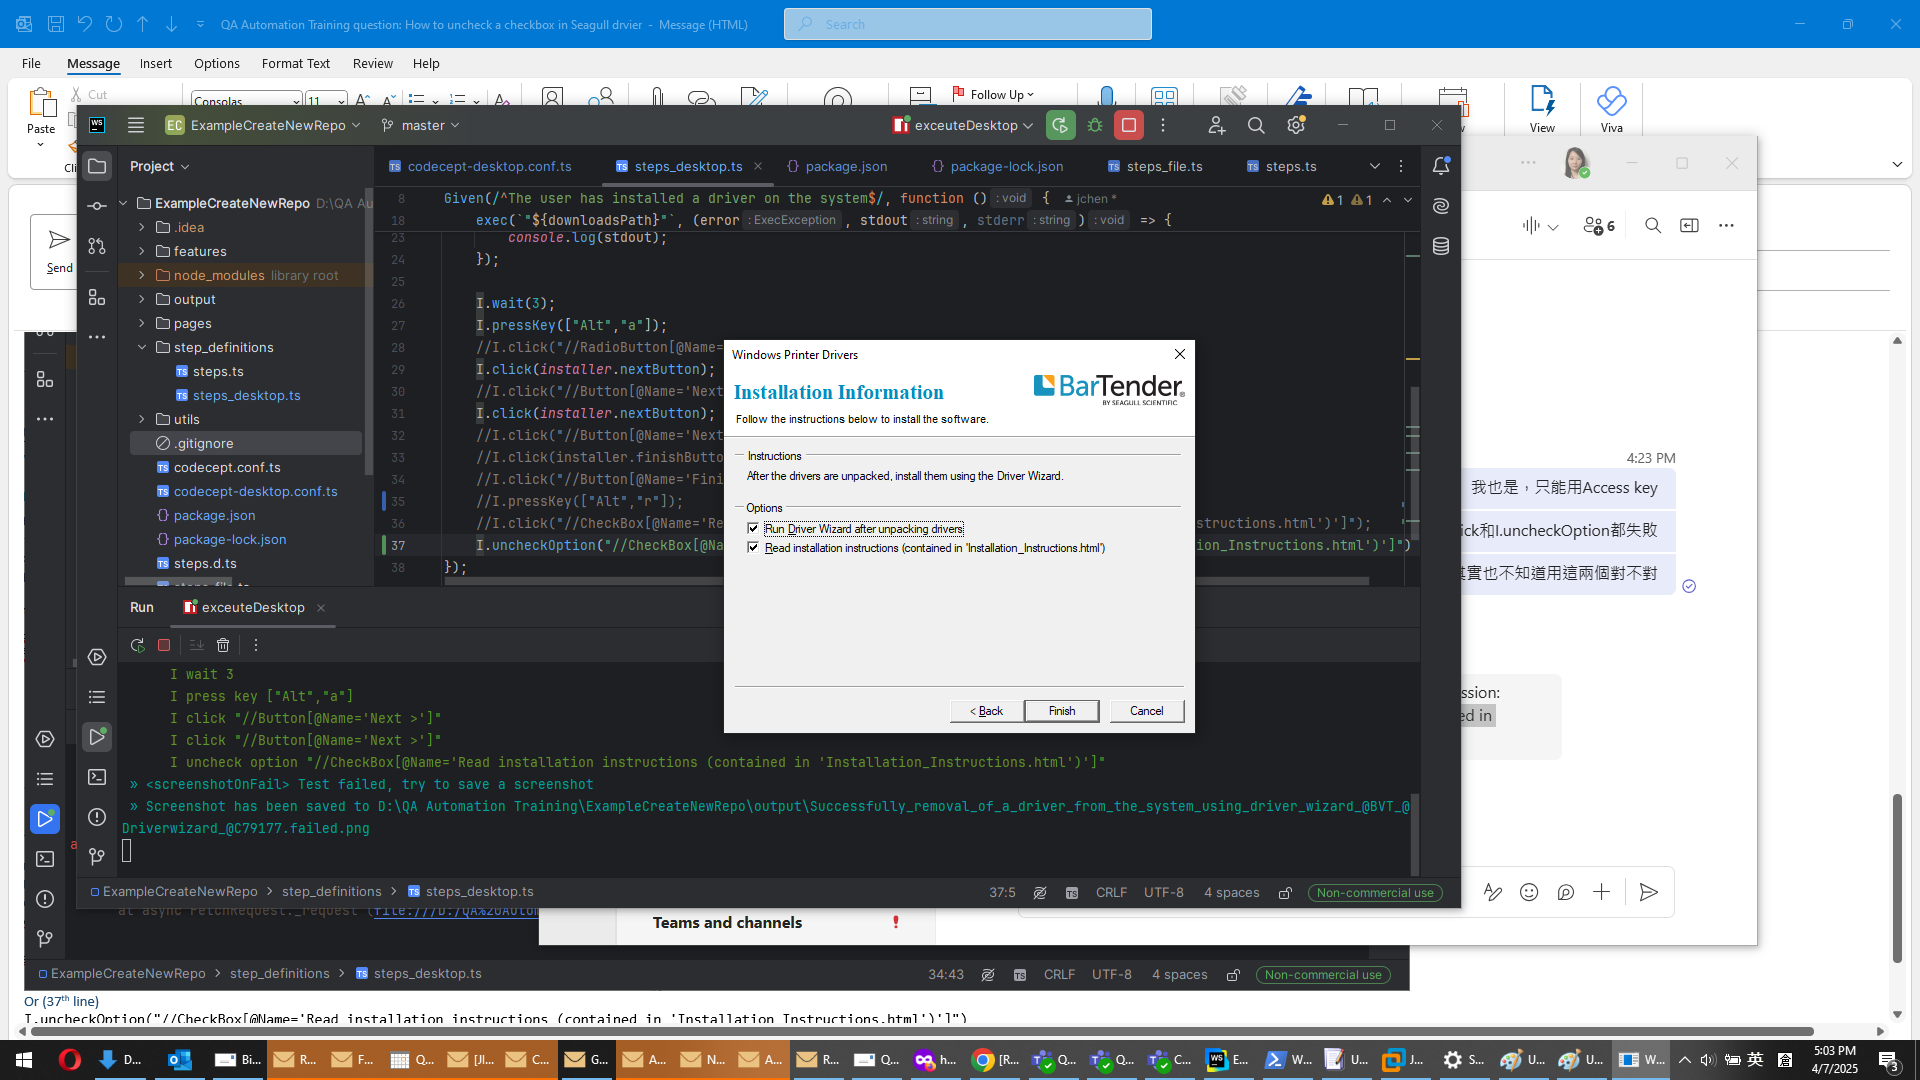 QA Automation Training question: How to uncheck a checkbox in Seagull drvier - Message (HTML)
Search
File Message Insert Options Format Text Review Help
Cut
Paste
Consolas 11
Follow Up
View
Viva
Send
EC ExampleCreateNewRepo master
exceuteDesktop
Project
codecept-desktop.conf.ts
steps_desktop.ts
package.json
package-lock.json
steps_file.ts
steps.ts
ExampleCreateNewRepo D:\QA Au
.idea
features
node_modules library root
output
pages
step_definitions
steps.ts
steps_desktop.ts
utils
.gitignore
codecept.conf.ts
codecept-desktop.conf.ts
package.json
package-lock.json
steps.d.ts
8 Given(/^The user has installed a driver on the system$/, function () : void { jchen *
18 exec(`"${downloadsPath}"`, (error : ExecException , stdout : string , stderr : string ) : void => {
23 console.log(stdout);
24 });
25
26 I.wait(3);
27 I.pressKey(["Alt","a"]);
28 //I.click("//RadioButton[@Name=
29 I.click(installer.nextButton);
30 //I.click("//Button[@Name='Next
31 I.click(installer.nextButton);
32 //I.click("//Button[@Name='Next
33 //I.click(installer.finishButto
34 //I.click("//Button[@Name='Fini
35 //I.pressKey(["Alt","r"]);
36 //I.click("//CheckBox[@Name='Re
structions.html')']");
37 I.uncheckOption("//CheckBox[@Na
ion_Instructions.html')']")
38 });
1 1
Windows Printer Drivers
Installation Information
BarTender
BY SEAGULL SCIENTIFIC
Follow the instructions below to install the software.
Instructions
After the drivers are unpacked, install them using the Driver Wizard.
Options
Run Driver Wizard after unpacking drivers
Read installation instructions (contained in 'Installation_Instructions.html')
< Back Finish Cancel
6
4:23 PM
我也是，只能用Access key
ick和I.uncheckOption都失敗
其實也不知道用這兩個對不對
ssion:
ed in
Run exceuteDesktop
I wait 3
I press key ["Alt","a"]
I click "//Button[@Name='Next >']"
I click "//Button[@Name='Next >']"
I uncheck option "//CheckBox[@Name='Read installation instructions (contained in 'Installation_Instructions.html')']"
» <screenshotOnFail> Test failed, try to save a screenshot
» Screenshot has been saved to D:\QA Automation Training\ExampleCreateNewRepo\output\Successfully_removal_of_a_driver_from_the_system_using_driver_wizard_@BVT_@
Driverwizard_@C79177.failed.png
ExampleCreateNewRepo > step_definitions > steps_desktop.ts
37:5 CRLF UTF-8 4 spaces Non-commercial use
at async FetchRequest._request (file:///D:/QA%20Autom
Teams and channels
ExampleCreateNewRepo > step_definitions > steps_desktop.ts
34:43 CRLF UTF-8 4 spaces Non-commercial use
Or (37th line)
I.uncheckOption("//CheckBox[@Name='Read installation instructions (contained in 'Installation_Instructions.html')']")
D... Bi... R... F... Q... [JI... C... G... A... N... A... R... Q... h... [R... Q... Q... C... E... W... U... J... S... U... U... W...
英
5:03 PM
4/7/2025
3